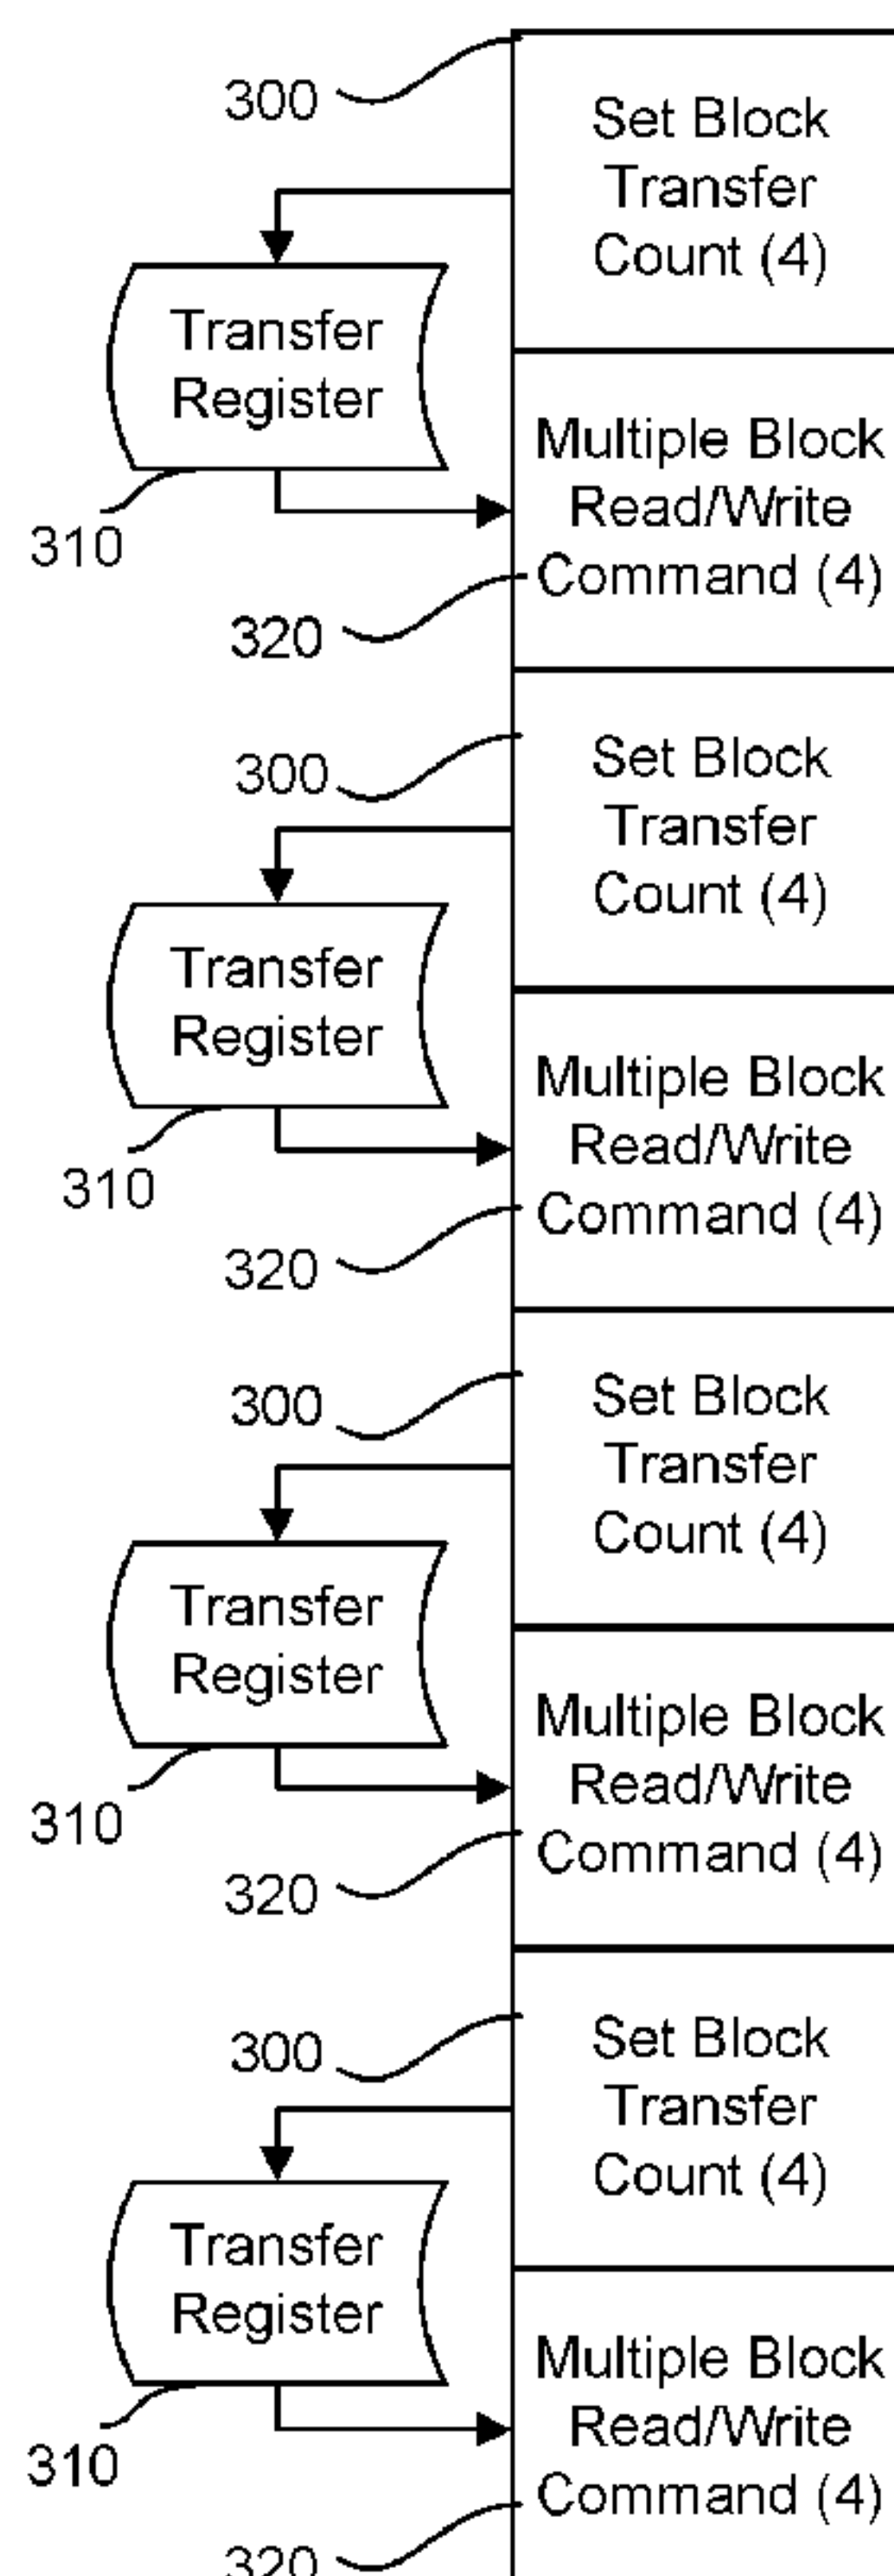 300
Set Block
Transfer
Count (4)
Transfer
Register
310
Multiple Block
Read/Write
Command (4)
320
300
Set Block
Transfer
Count (4)
Transfer
Register
310
Multiple Block
Read/Write
Command (4)
320
300
Set Block
Transfer
Count (4)
Transfer
Register
310
Multiple Block
Read/Write
Command (4)
320
300
Set Block
Transfer
Count (4)
Transfer
Register
310
Multiple Block
Read/Write
Command (4)
320